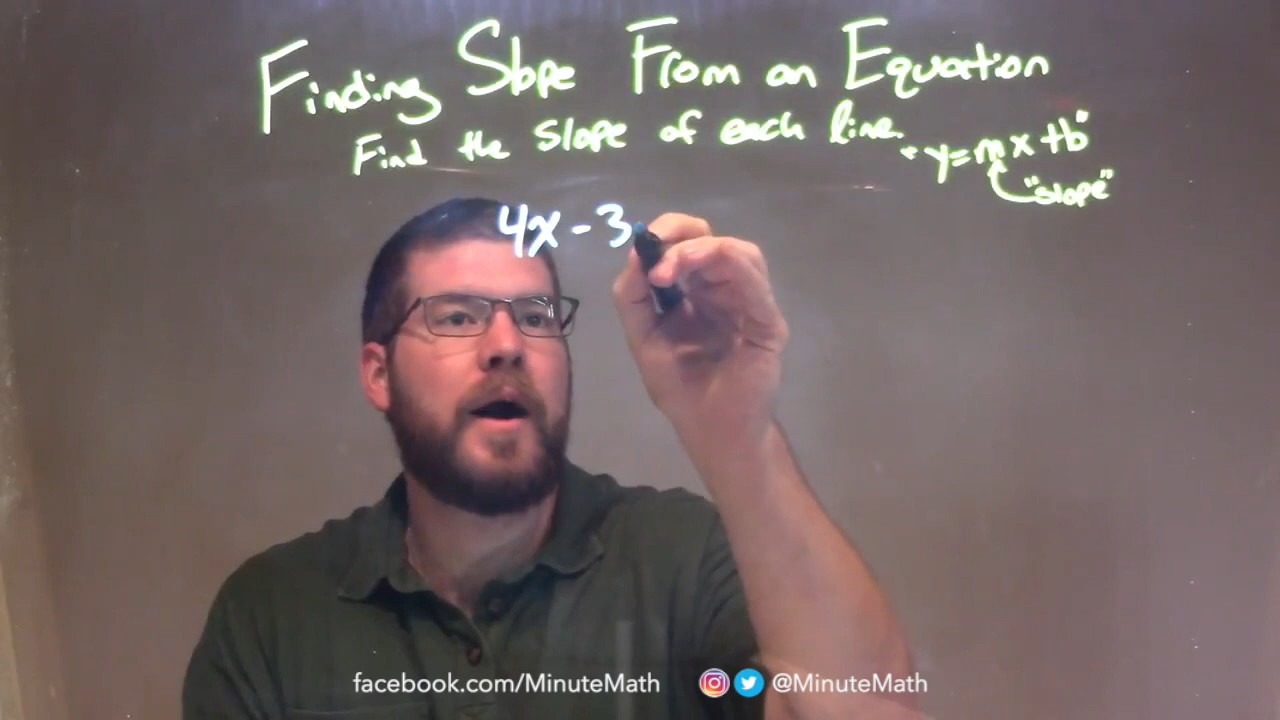 Finding Slope From an Equation
Find the slope of each line.
"y=mx+b"
"slope"
4x-3
facebook.com/MinuteMath @MinuteMath